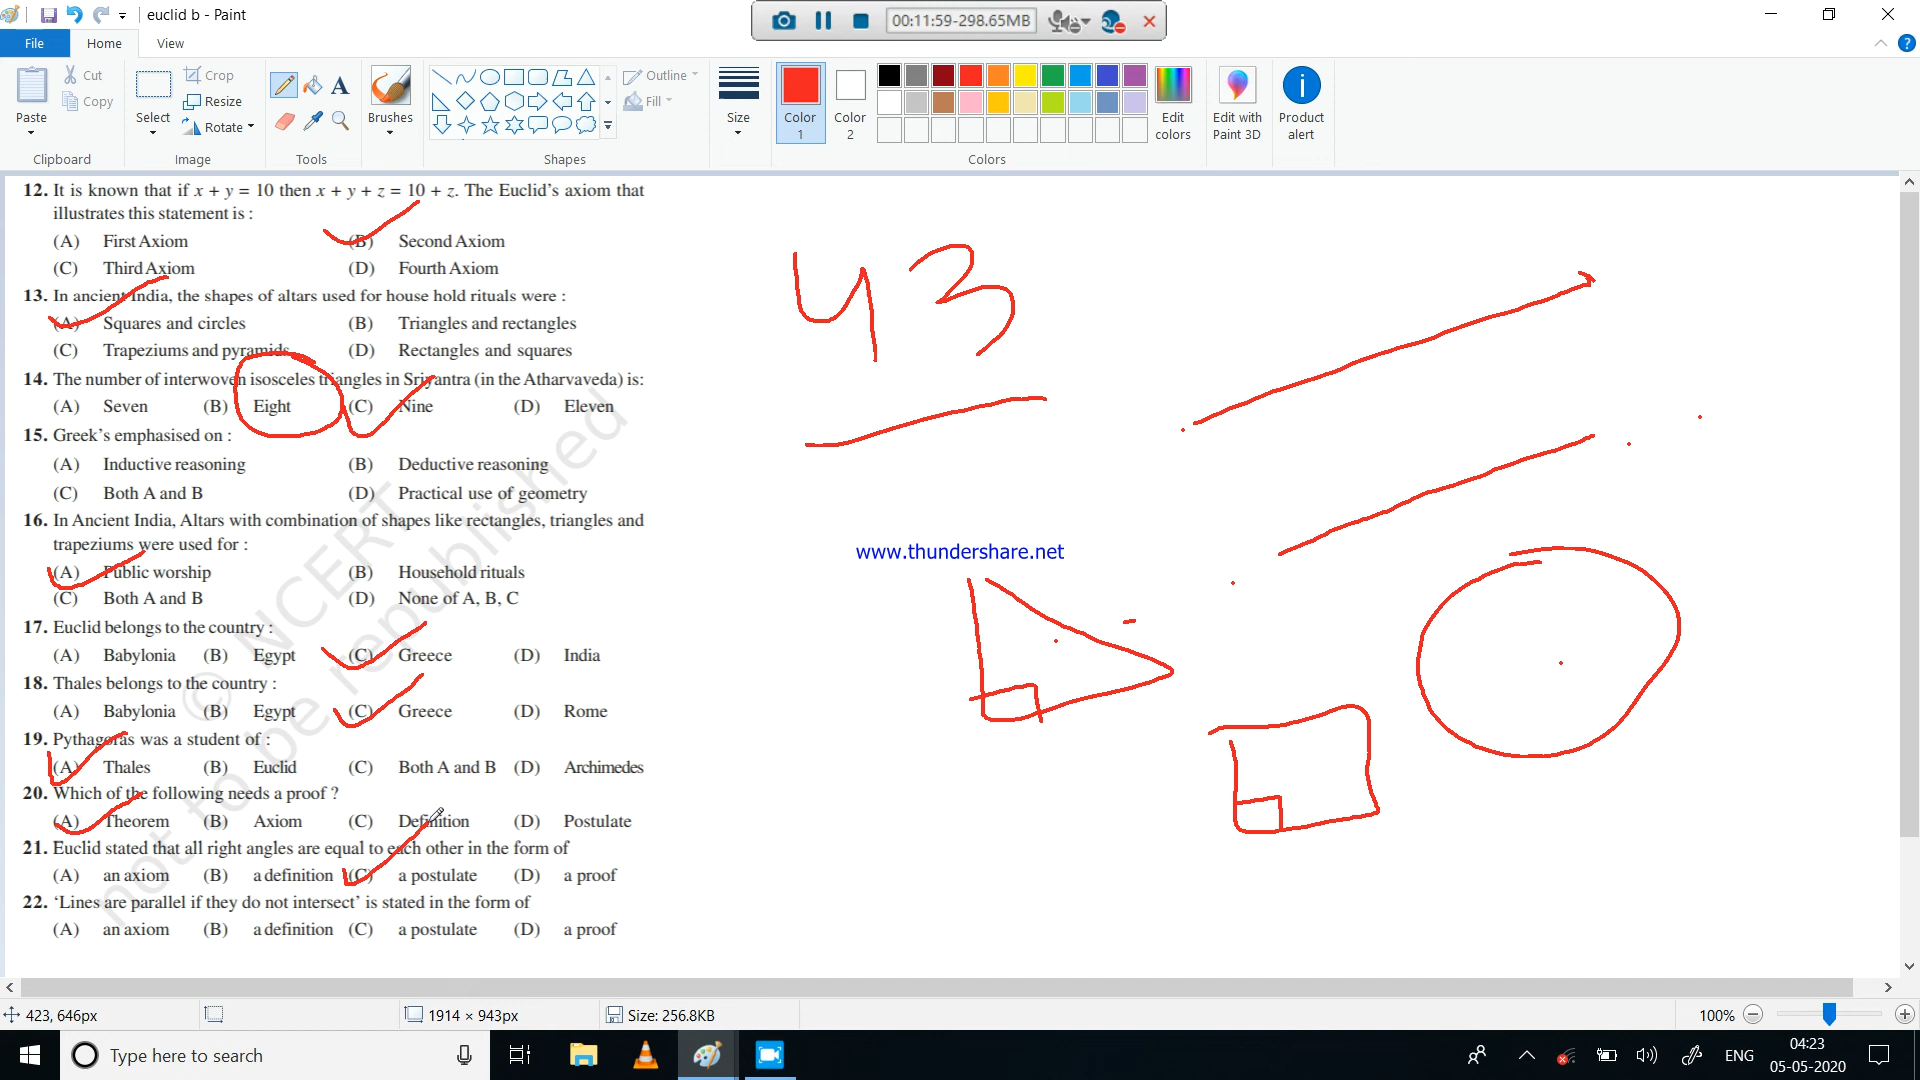 euclid b - Paint
00:11:59-298.65MB
File Home View
Paste
Cut
Copy
Clipboard
Select
Crop
Resize
Rotate
Image
Tools
Brushes
Outline
Fill
Shapes
Size
Color
1
Color
2
Edit
colors
Colors
Edit with
Paint 3D
Product
alert
12. It is known that if x + y = 10 then x + y + z = 10 + z. The Euclid's axiom that
illustrates this statement is :
(A) First Axiom (B) Second Axiom
(C) Third Axiom (D) Fourth Axiom
13. In ancient India, the shapes of altars used for house hold rituals were :
(A) Squares and circles (B) Triangles and rectangles
(C) Trapeziums and pyramids (D) Rectangles and squares
14. The number of interwoven isosceles triangles in Sriyantra (in the Atharvaveda) is:
(A) Seven (B) Eight (C) Nine (D) Eleven
15. Greek's emphasised on :
(A) Inductive reasoning (B) Deductive reasoning
(C) Both A and B (D) Practical use of geometry
16. In Ancient India, Altars with combination of shapes like rectangles, triangles and
trapeziums were used for :
(A) Public worship (B) Household rituals
(C) Both A and B (D) None of A, B, C
17. Euclid belongs to the country :
(A) Babylonia (B) Egypt (C) Greece (D) India
18. Thales belongs to the country :
(A) Babylonia (B) Egypt (C) Greece (D) Rome
19. Pythagoras was a student of :
(A) Thales (B) Euclid (C) Both A and B (D) Archimedes
20. Which of the following needs a proof ?
(A) Theorem (B) Axiom (C) Definition (D) Postulate
21. Euclid stated that all right angles are equal to each other in the form of
(A) an axiom (B) a definition (C) a postulate (D) a proof
22. 'Lines are parallel if they do not intersect' is stated in the form of
(A) an axiom (B) a definition (C) a postulate (D) a proof
© NCERT
not to be republished
43
www.thundershare.net
423, 646px
1914 × 943px
Size: 256.8KB
100%
Type here to search
ENG
04:23
05-05-2020